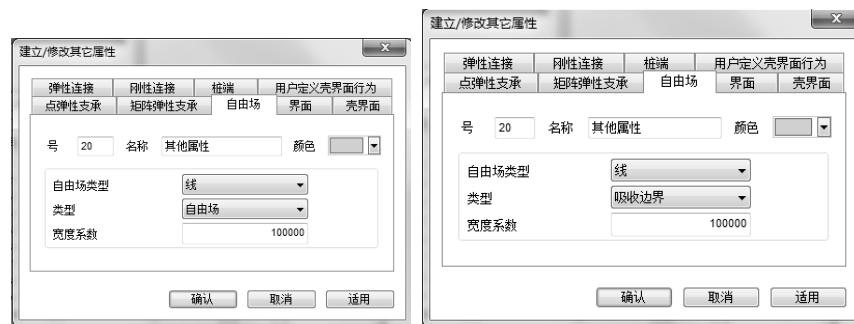 建立/修改其它属性
弹性连接 刚性连接 桩端 用户定义壳界面行为
点弹性支承 矩阵弹性支承 自由场 界面 壳界面
号 20 名称 其他属性 颜色
自由场类型 线
类型 自由场
宽度系数 100000
确认 取消 适用
建立/修改其它属性
弹性连接 刚性连接 桩端 用户定义壳界面行为
点弹性支承 矩阵弹性支承 自由场 界面 壳界面
号 20 名称 其他属性 颜色
自由场类型 线
类型 吸收边界
宽度系数 100000
确认 取消 适用